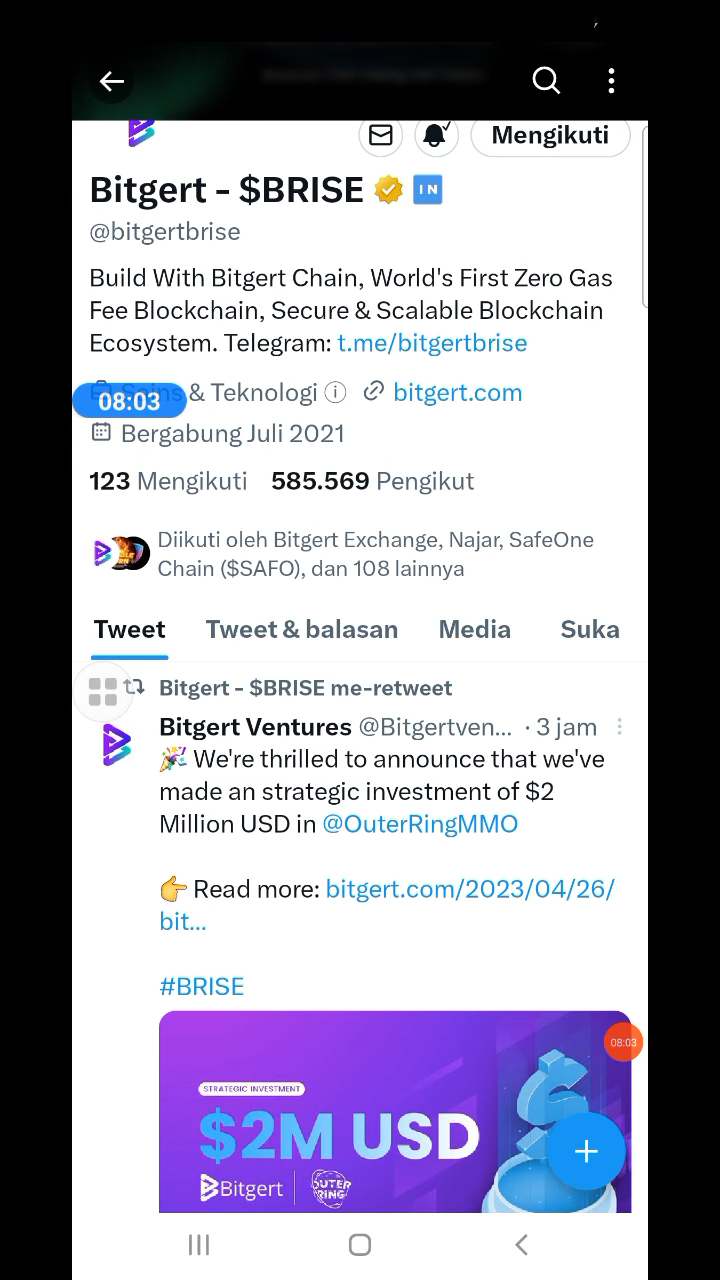 Mengikuti
Bitgert - $BRISE IN
@bitgertbrise
Build With Bitgert Chain, World's First Zero Gas
Fee Blockchain, Secure & Scalable Blockchain
Ecosystem. Telegram: t.me/bitgertbrise
Sains & Teknologi bitgert.com
08:03
Bergabung Juli 2021
123 Mengikuti 585.569 Pengikut
Diikuti oleh Bitgert Exchange, Najar, SafeOne
Chain ($SAFO), dan 108 lainnya
Tweet Tweet & balasan Media Suka
Bitgert - $BRISE me-retweet
Bitgert Ventures @Bitgertven... · 3 jam
🎉 We're thrilled to announce that we've
made an strategic investment of $2
Million USD in @OuterRingMMO
👉 Read more: bitgert.com/2023/04/26/
bit...
#BRISE
08:03
STRATEGIC INVESTMENT
$2M USD
Bitgert OUTER
RING